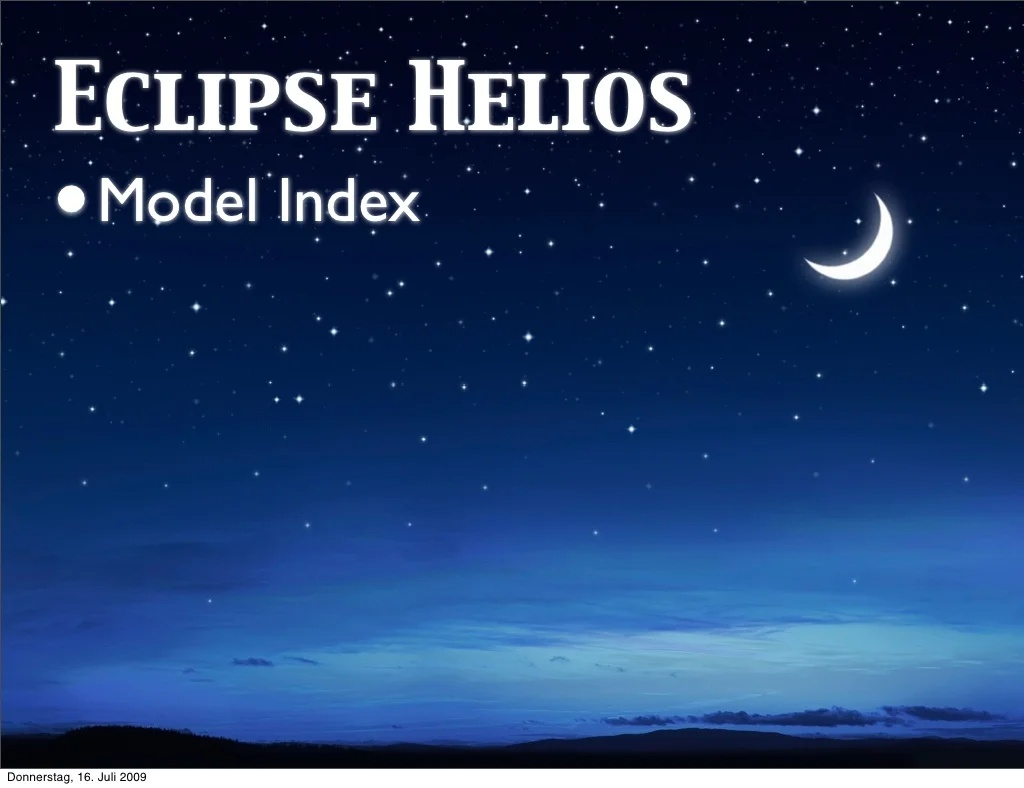 Eclipse Helios
• Model Index
Donnerstag, 16. Juli 2009